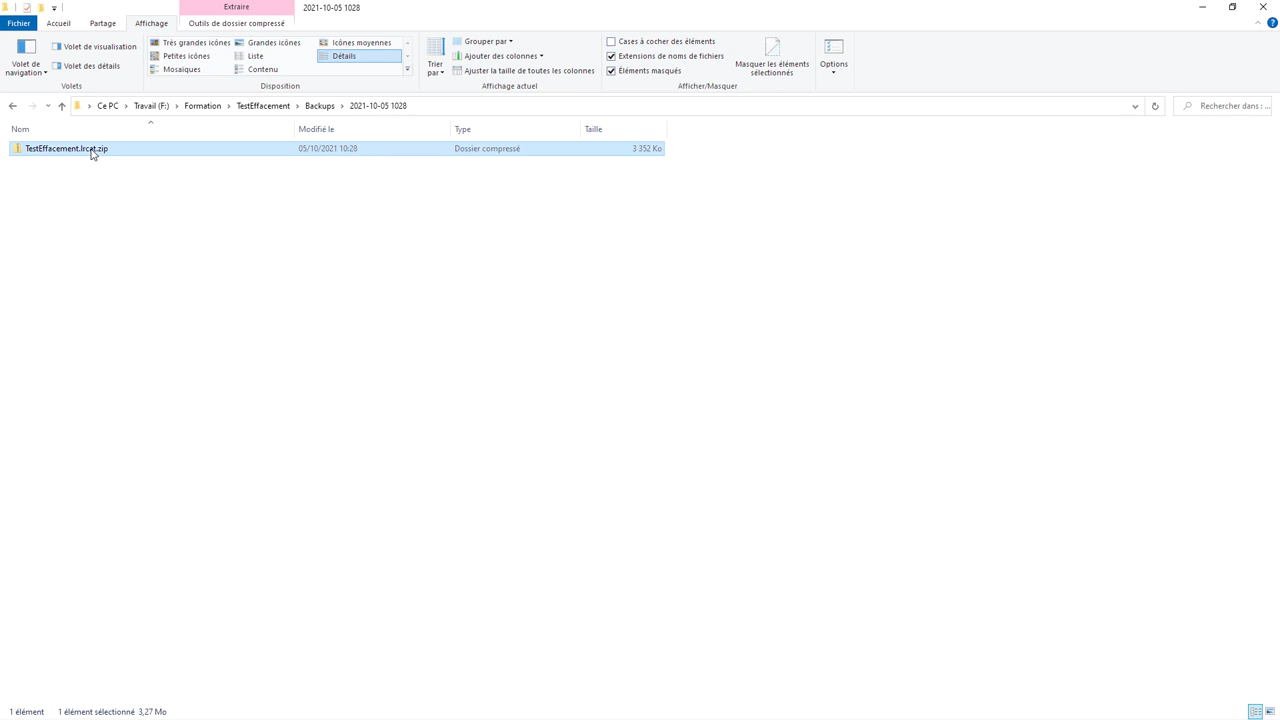 Extraire 2021-10-05 1028
Fichier Accueil Partage Affichage Outils de dossier compressé
Volet de navigation
Volet de visualisation
Volet des détails
Volets
Très grandes icônes Grandes icônes Icônes moyennes
Petites icônes Liste Détails
Mosaïques Contenu
Disposition
Trier par
Grouper par
Ajouter des colonnes
Ajuster la taille de toutes les colonnes
Affichage actuel
Cases à cocher des éléments
Extensions de noms de fichiers
Éléments masqués
Masquer les éléments
sélectionnés
Afficher/Masquer
Options
Ce PC > Travail (F:) > Formation > TestEffacement > Backups > 2021-10-05 1028
Rechercher dans : ...
Nom Modifié le Type Taille
TestEffacement.lrcat.zip 05/10/2021 10:28 Dossier compressé 3 352 Ko
1 élément 1 élément sélectionné 3,27 Mo